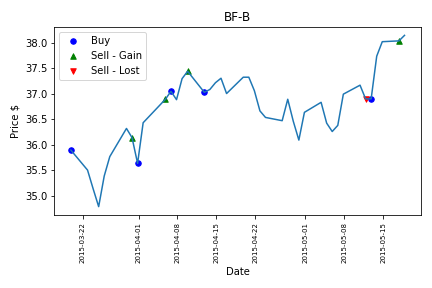 BF-B
Buy
Sell - Gain
Sell - Lost
Price $
38.0
37.5
37.0
36.5
36.0
35.5
35.0
2015-03-22
2015-04-01
2015-04-08
2015-04-15
2015-04-22
2015-05-01
2015-05-08
2015-05-15
Date